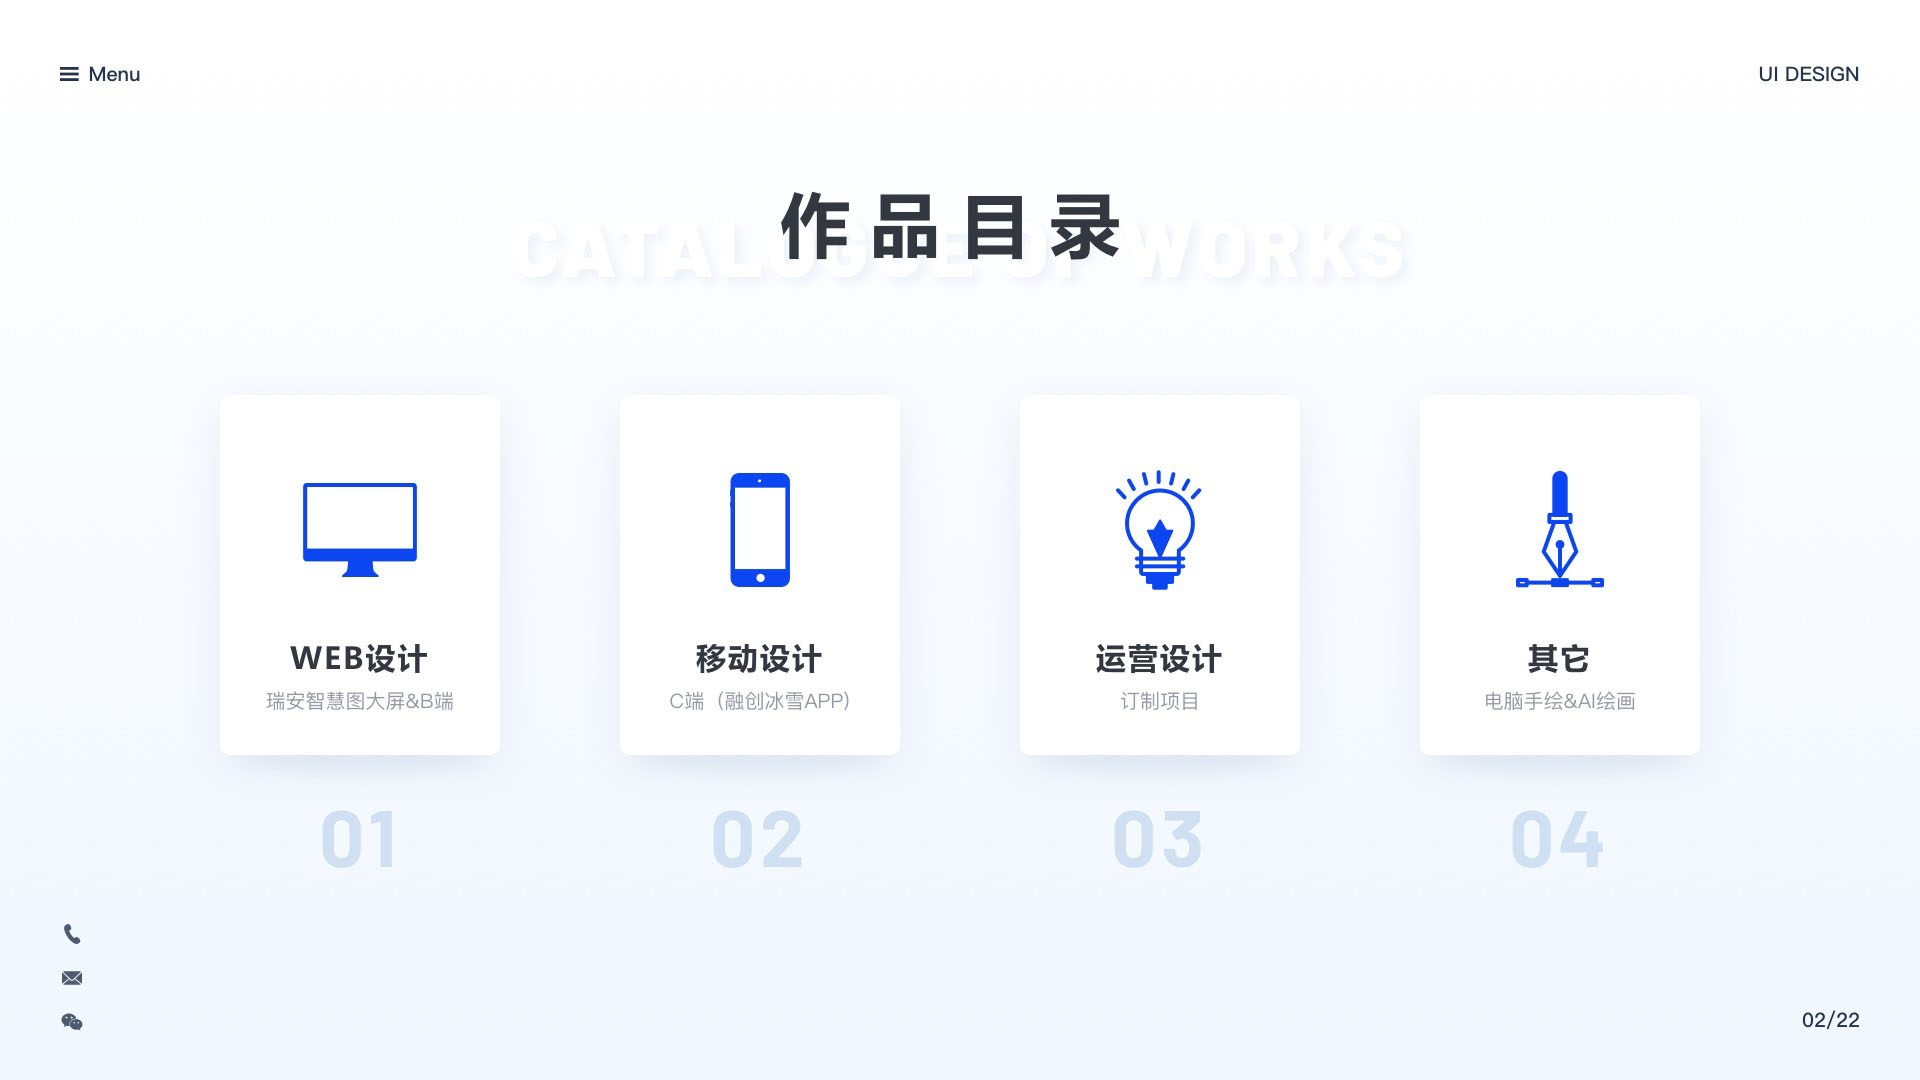 Menu
UI DESIGN
作品目录
CATALOGUE OF WORKS
WEB设计
瑞安智慧图大屏&B端
01
移动设计
C端（融创冰雪APP)
02
运营设计
订制项目
03
其它
电脑手绘&AI绘画
04
02/22